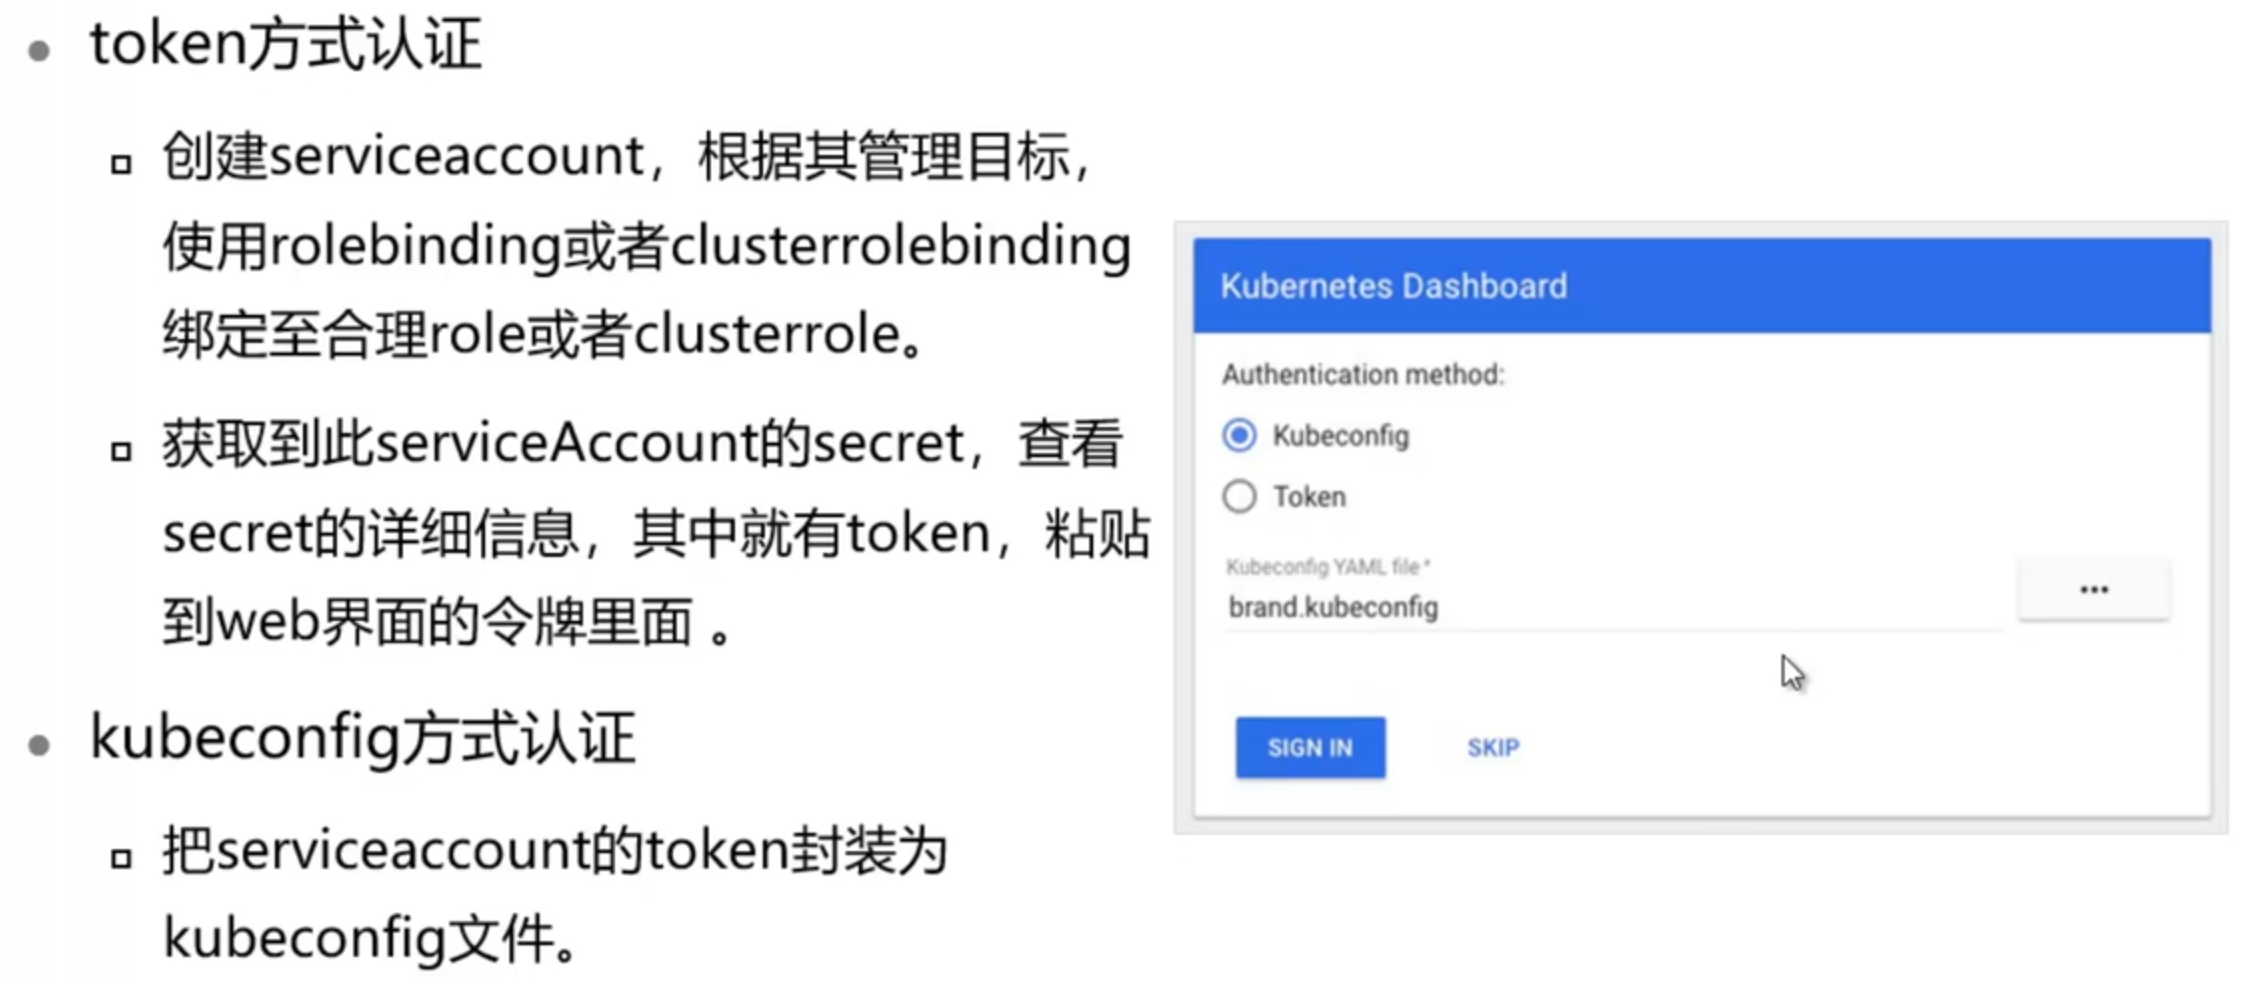 token方式认证
创建serviceaccount，根据其管理目标，
使用rolebinding或者clusterrolebinding
绑定至合理role或者clusterrole。
获取到此serviceAccount的secret，查看
secret的详细信息，其中就有token，粘贴
到web界面的令牌里面 。
kubeconfig方式认证
把serviceaccount的token封装为
kubeconfig文件。
Kubernetes Dashboard
Authentication method:
Kubeconfig
Token
Kubeconfig YAML file *
brand.kubeconfig
...
SIGN IN
SKIP